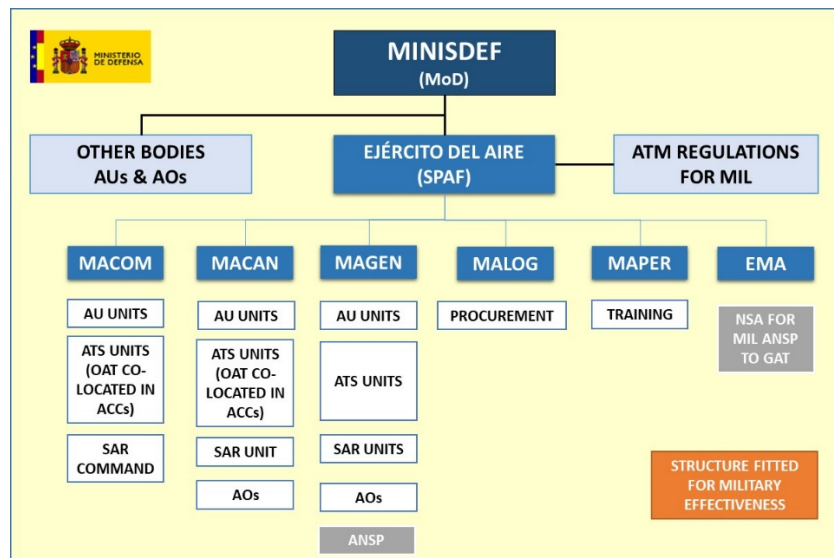 MINISTERIO
DE DEFENSA
MINISDEF
(MoD)
OTHER BODIES
AUs & AOs
EJÉRCITO DEL AIRE
(SPAF)
ATM REGULATIONS
FOR MIL
MACOM
MACAN
MAGEN
MALOG
MAPER
EMA
AU UNITS
ATS UNITS
(OAT CO-
LOCATED IN
ACCs)
SAR
COMMAND
AU UNITS
ATS UNITS
(OAT CO-
LOCATED IN
ACCs)
SAR UNIT
AOs
AU UNITS
ATS UNITS
SAR UNITS
AOs
ANSP
PROCUREMENT
TRAINING
NSA FOR
MIL ANSP
TO GAT
STRUCTURE FITTED
FOR MILITARY
EFFECTIVENESS